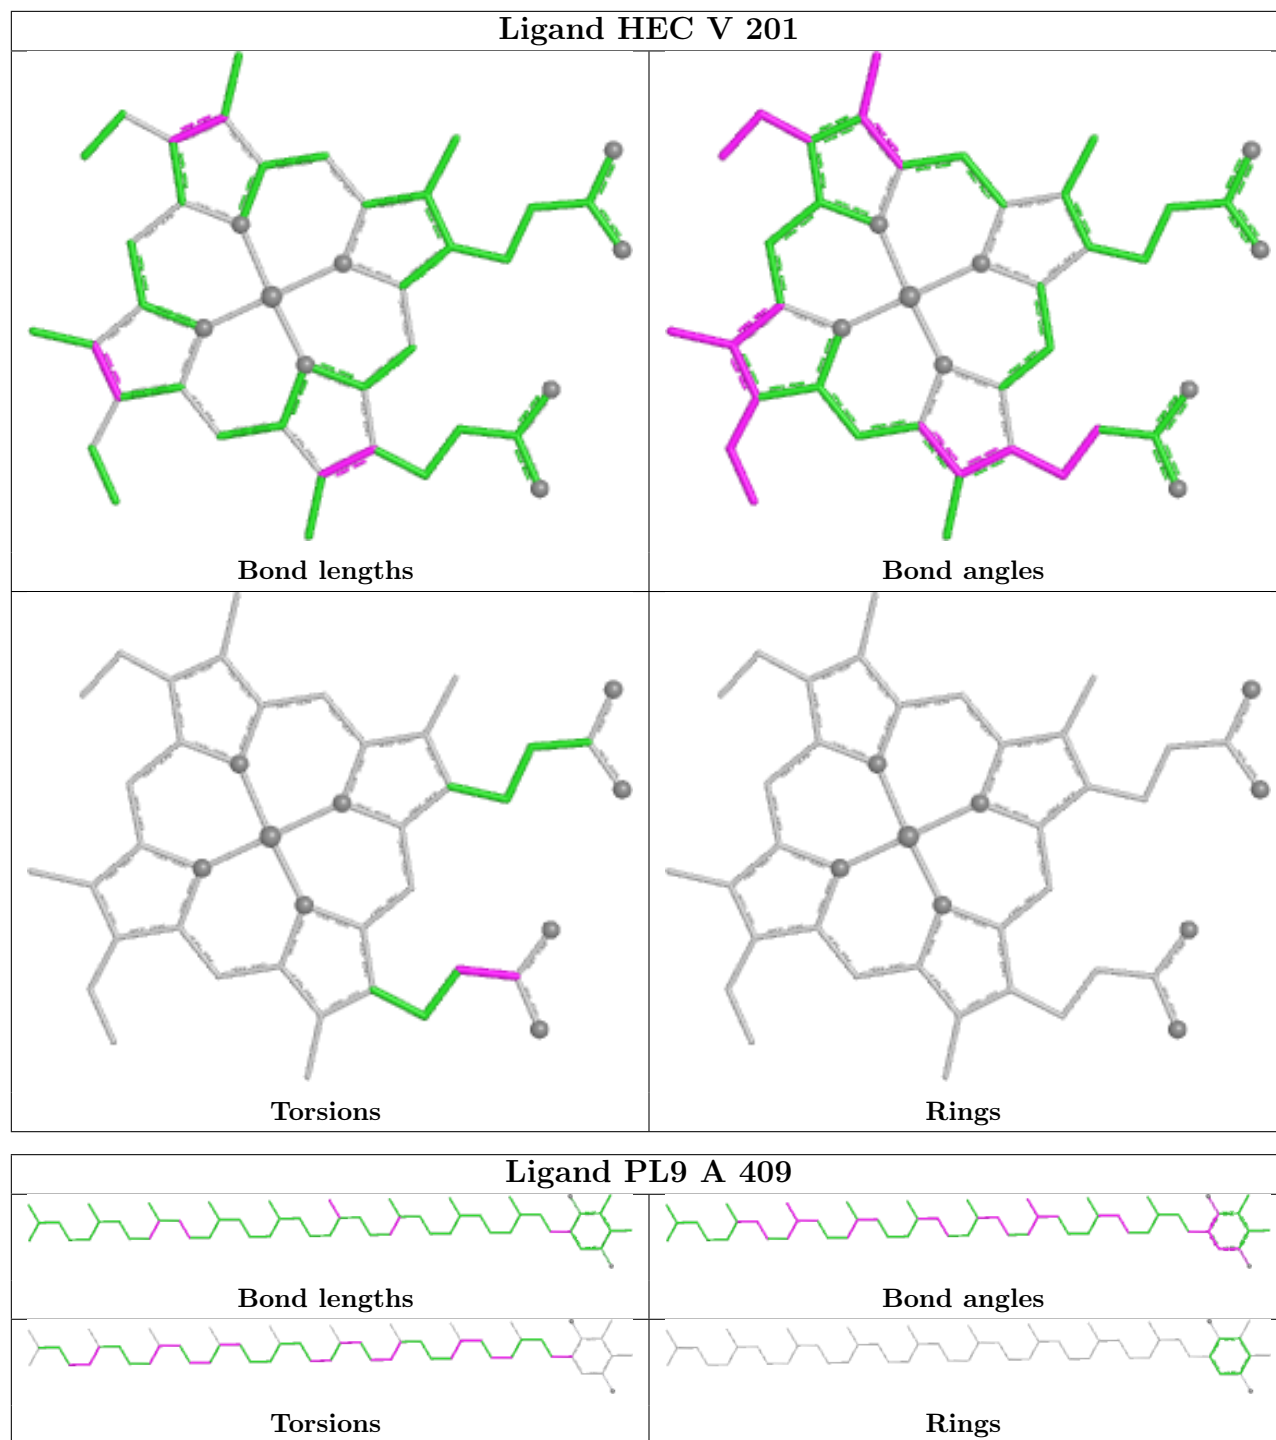 Ligand HEC V 201
Bond lengths
Bond angles
Torsions
Rings
Ligand PL9 A 409
Bond lengths
Bond angles
Torsions
Rings